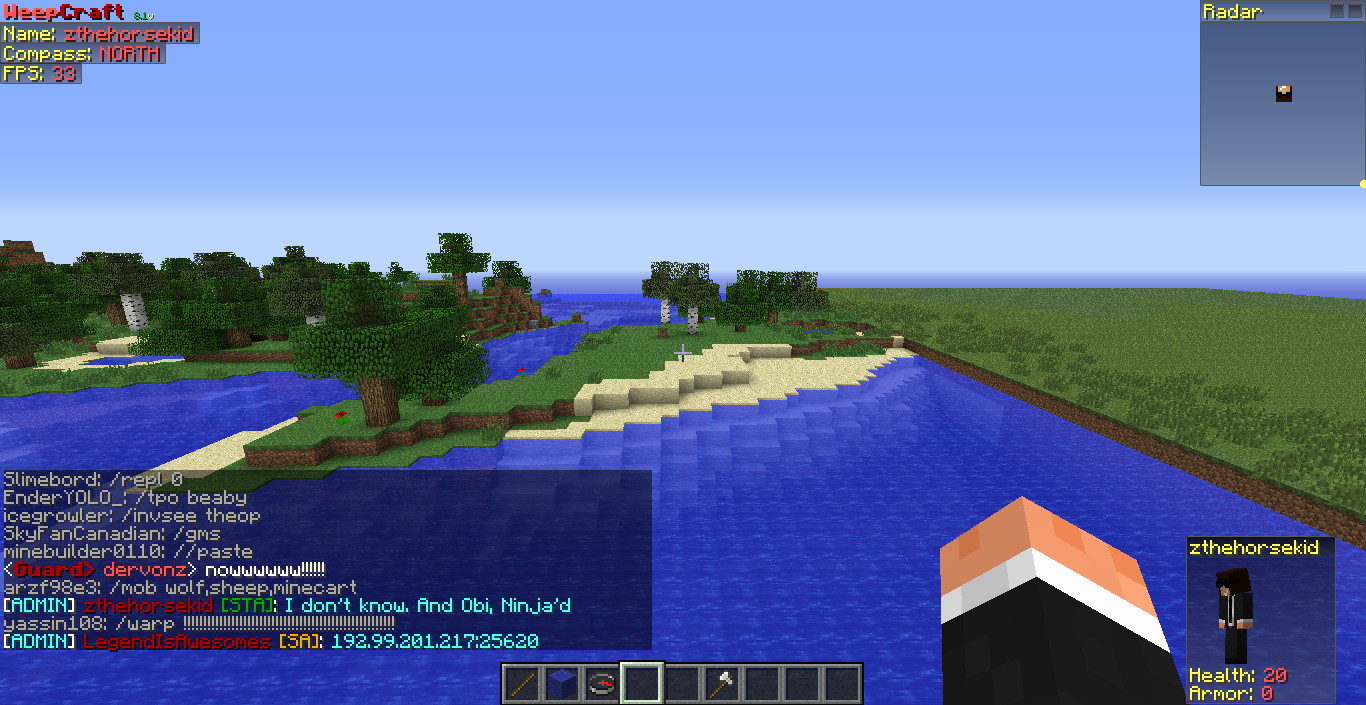 WeepCraft 8.1v
Name: zthehorsekid
Compass: NORTH
FPS: 33
Radar
Slimebord: /repl 0
EnderYOLO_: /tpo beaby
icegrowler: /invsee theop
SkyFanCanadian: /gms
minebuilder0110: //paste
<Guard> dervonz> nowwwwww!!!!!
arzf98e3: /mob wolf,sheep,minecart
[ADMIN] zthehorsekid [STA]: I don't know. And Obi, Ninja'd
yassin108: /warp
[ADMIN] LegendIsAwesomes [SA]: 192.99.201.217:25620
zthehorsekid
Health: 20
Armor: 0